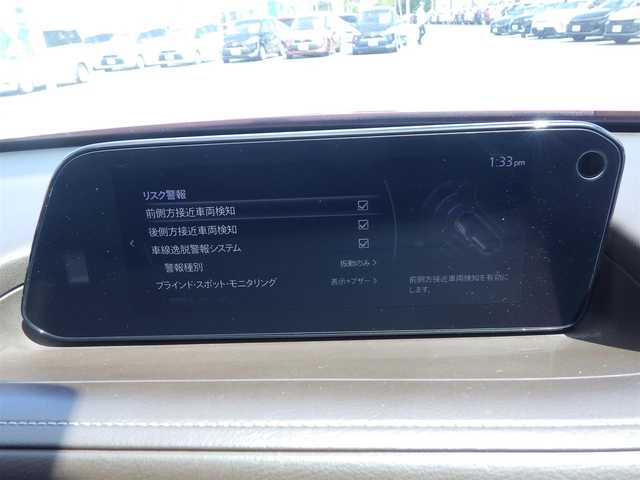 1:33 pm
リスク警報
前側方接近車両検知
後側方接近車両検知
車線逸脱警報システム
警報種別 振動のみ >
ブラインド・スポット・モニタリング 表示+ブザー >
前側方接近車両検知を有効に
します。